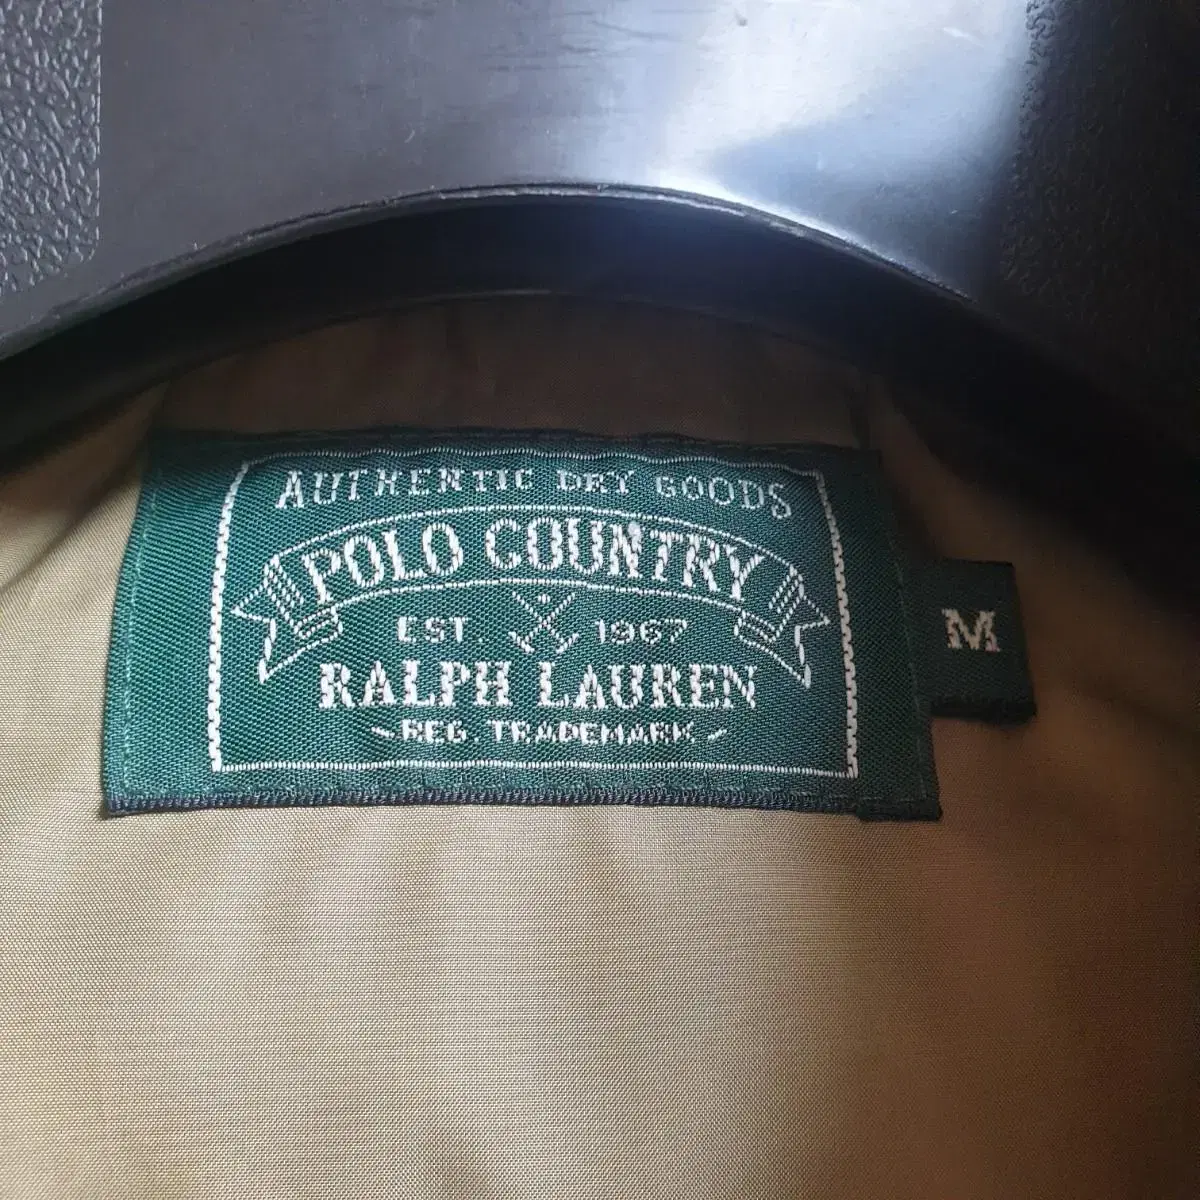 AUTHENTIC DRY GOODS
POLO COUNTRY
EST. 1967
RALPH LAUREN
-REG. TRADEMARK-
M